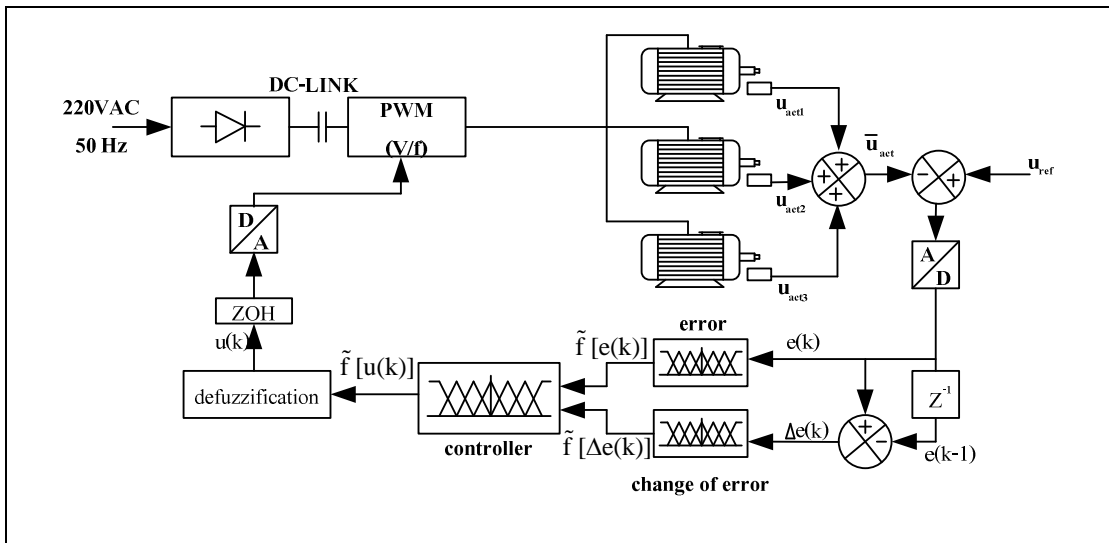 220VAC
50 Hz
DC-LINK
PWM
(V/f)
u_act1
u_act2
u_act3
+
+
+
u̅_act
-
+
u_ref
D
A
A
D
ZOH
u(k)
defuzzification
f̃ [u(k)]
controller
f̃ [e(k)]
f̃ [Δe(k)]
error
change of error
e(k)
Δe(k)
+
-
Z⁻¹
e(k-1)